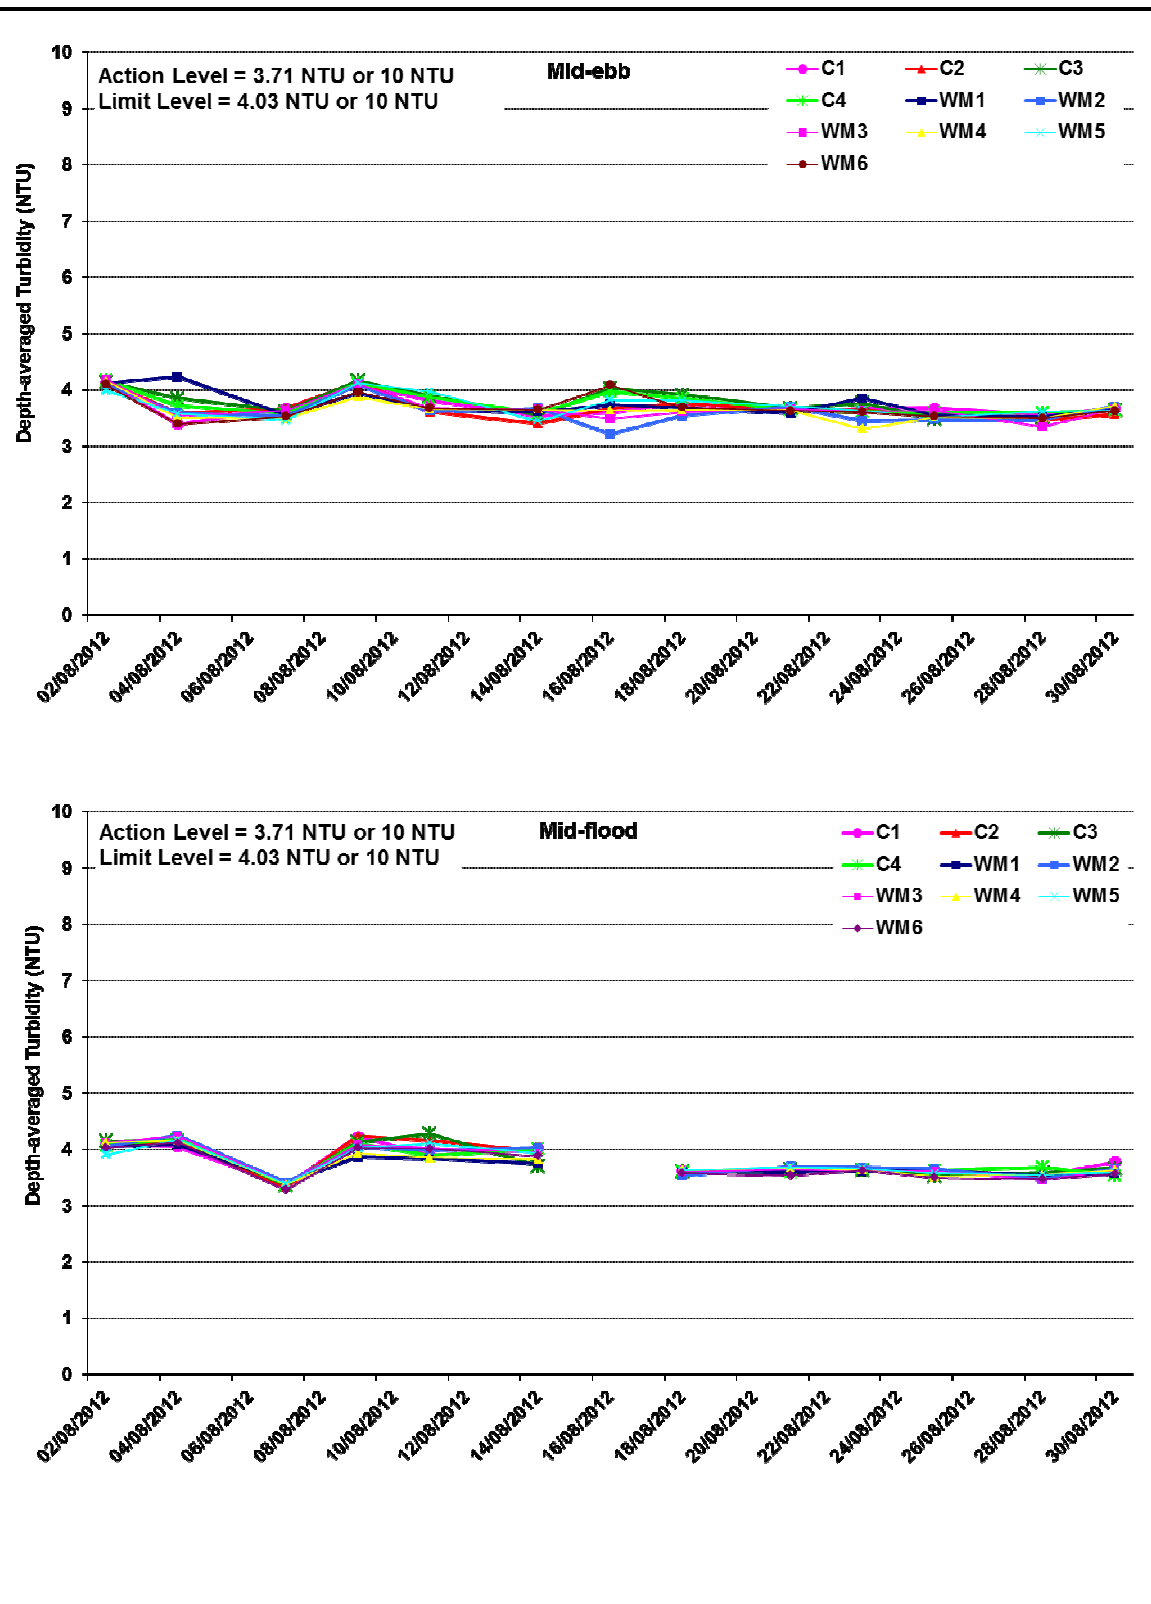 Mid-ebb
Action Level = 3.71 NTU or 10 NTU
Limit Level = 4.03 NTU or 10 NTU
C1 C2 C3
C4 WM1 WM2
WM3 WM4 WM5
WM6
Depth-averaged Turbidity (NTU)
10
9
8
7
6
5
4
3
2
1
0
02/08/2012 04/08/2012 06/08/2012 08/08/2012 10/08/2012 12/08/2012 14/08/2012 16/08/2012 18/08/2012 20/08/2012 22/08/2012 24/08/2012 26/08/2012 28/08/2012 30/08/2012
Mid-flood
Action Level = 3.71 NTU or 10 NTU
Limit Level = 4.03 NTU or 10 NTU
C1 C2 C3
C4 WM1 WM2
WM3 WM4 WM5
WM6
Depth-averaged Turbidity (NTU)
10
9
8
7
6
5
4
3
2
1
0
02/08/2012 04/08/2012 06/08/2012 08/08/2012 10/08/2012 12/08/2012 14/08/2012 16/08/2012 18/08/2012 20/08/2012 22/08/2012 24/08/2012 26/08/2012 28/08/2012 30/08/2012